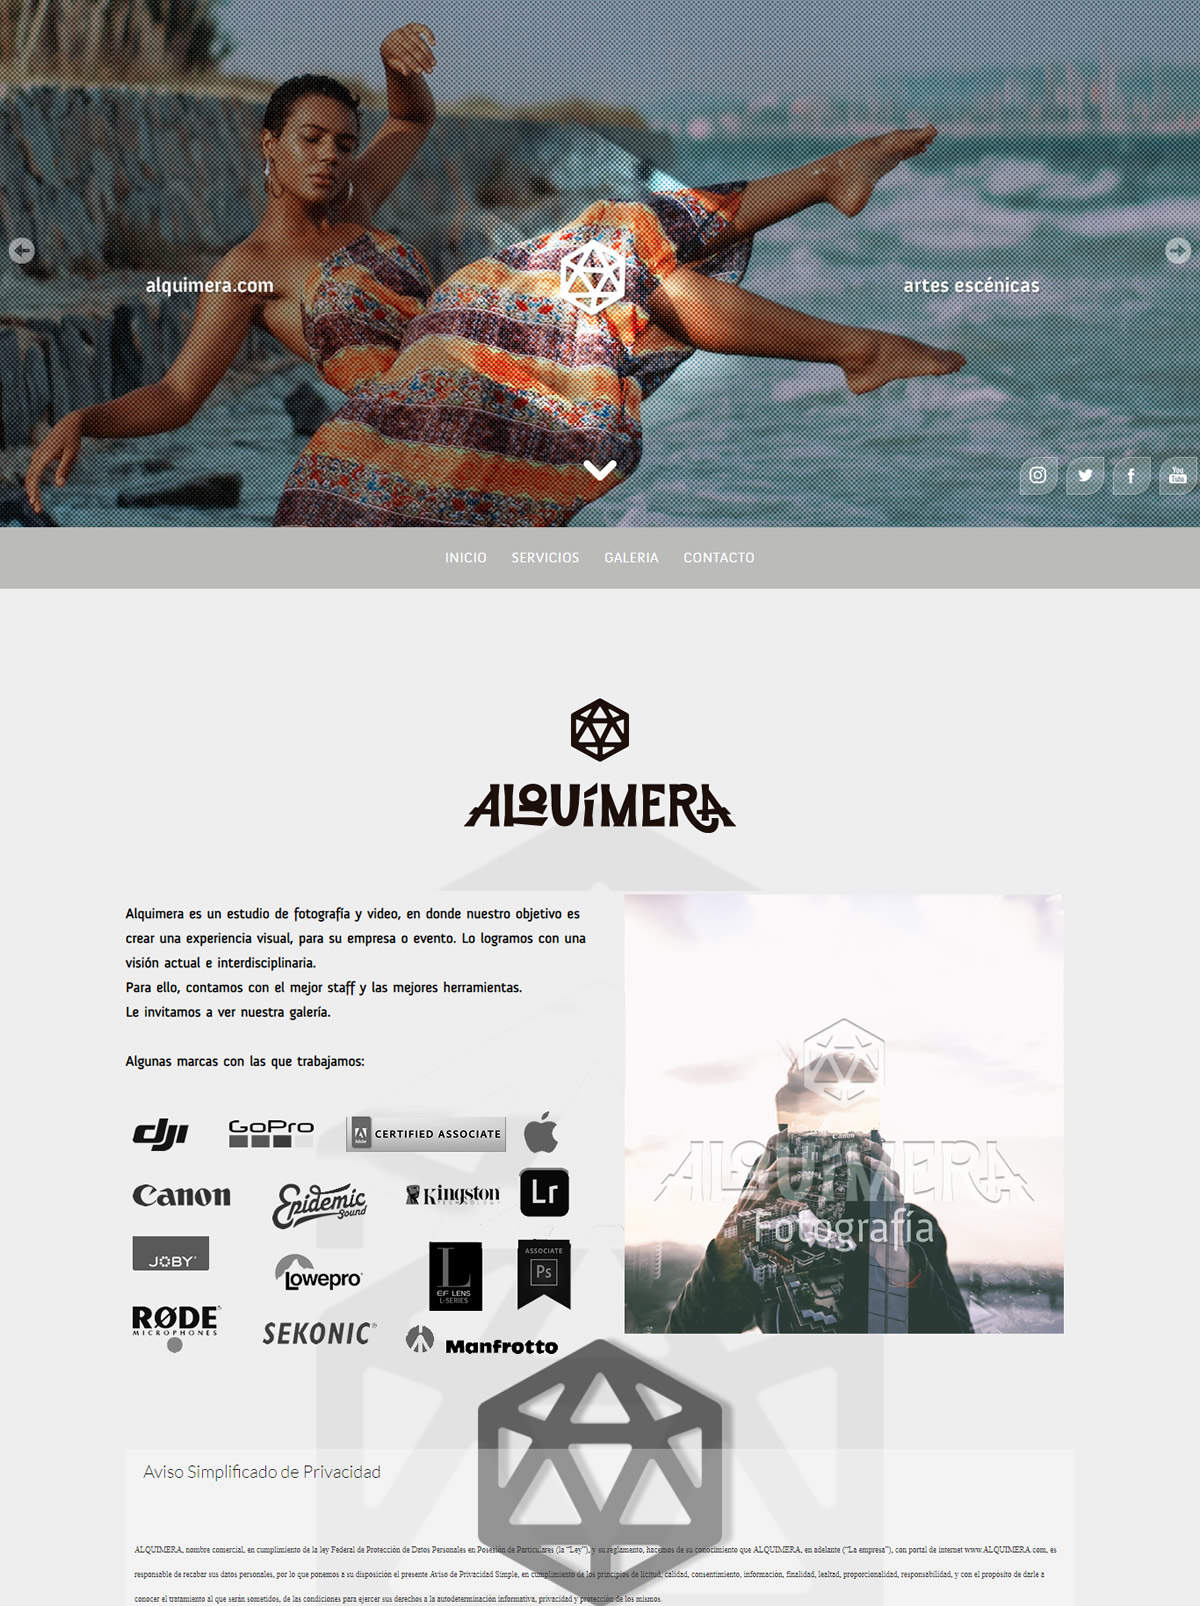 alquimera.com
artes escénicas
You
Tube
INICIO SERVICIOS GALERIA CONTACTO
ALQUÍMERA
Alquimera es un estudio de fotografía y video, en donde nuestro objetivo es
crear una experiencia visual, para su empresa o evento. Lo logramos con una
visión actual e interdisciplinaria.
Para ello, contamos con el mejor staff y las mejores herramientas.
Le invitamos a ver nuestra galería.
Algunas marcas con las que trabajamos:
dji GoPro Adobe CERTIFIED ASSOCIATE
Canon Epidemic Sound Kingston TECHNOLOGY Lr
JOBY Lowepro L EF LENS L-SERIES ASSOCIATE Ps
RØDE MICROPHONES SEKONIC Manfrotto
Canon
ALQUÍMERA
Fotografía
Aviso Simplificado de Privacidad
ALQUIMERA, nombre comercial, en cumplimiento de la ley Federal de Protección de Datos Personales en Posesión de Particulares (la "Ley"), y su reglamento, hacemos de su conocimiento que ALQUIMERA, en adelante ("La empresa"), con portal de internet www.ALQUIMERA.com, es
responsable de recabar sus datos personales, por lo que ponemos a su disposición el presente Aviso de Privacidad Simple, en cumplimiento de los principios de licitud, calidad, consentimiento, información, finalidad, lealtad, proporcionalidad, responsabilidad, y con el propósito de darle a
conocer el tratamiento al que serán sometidos, de las condiciones para ejercer sus derechos a la autodeterminación informativa, privacidad y protección de los mismos.